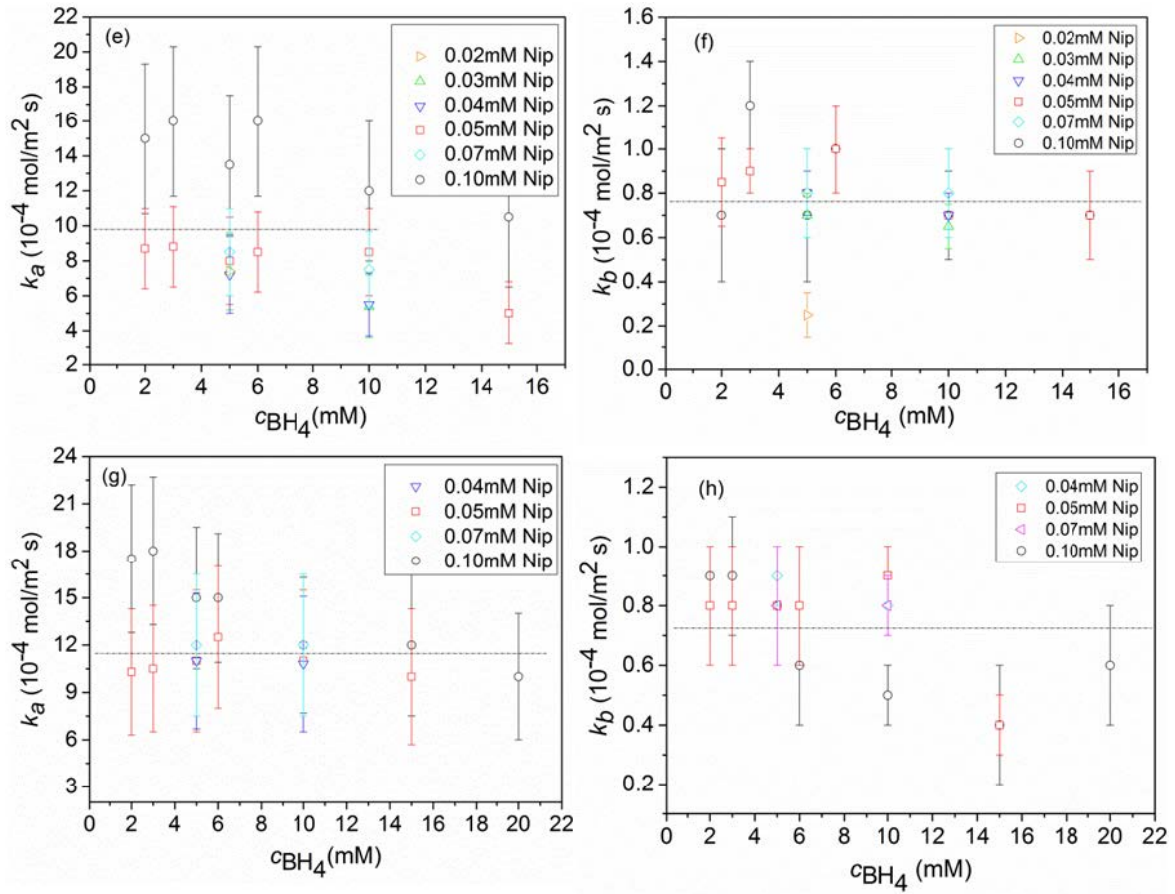 (e)
0.02mM Nip
0.03mM Nip
0.04mM Nip
0.05mM Nip
0.07mM Nip
0.10mM Nip
22
20
18
16
14
12
10
8
6
4
2
kₐ (10⁻⁴ mol/m² s)
0 2 4 6 8 10 12 14 16
cBH₄(mM)
(f)
0.02mM Nip
0.03mM Nip
0.04mM Nip
0.05mM Nip
0.07mM Nip
0.10mM Nip
1.6
1.4
1.2
1.0
0.8
0.6
0.4
0.2
0.0
k_b (10⁻⁴ mol/m² s)
0 2 4 6 8 10 12 14 16
cBH₄ (mM)
(g)
0.04mM Nip
0.05mM Nip
0.07mM Nip
0.10mM Nip
24
21
18
15
12
9
6
3
kₐ (10⁻⁴ mol/m² s)
0 2 4 6 8 10 12 14 16 18 20 22
cBH₄(mM)
(h)
0.04mM Nip
0.05mM Nip
0.07mM Nip
0.10mM Nip
1.2
1.0
0.8
0.6
0.4
0.2
k_b (10⁻⁴ mol/m² s)
0 2 4 6 8 10 12 14 16 18 20 22
cBH₄ (mM)